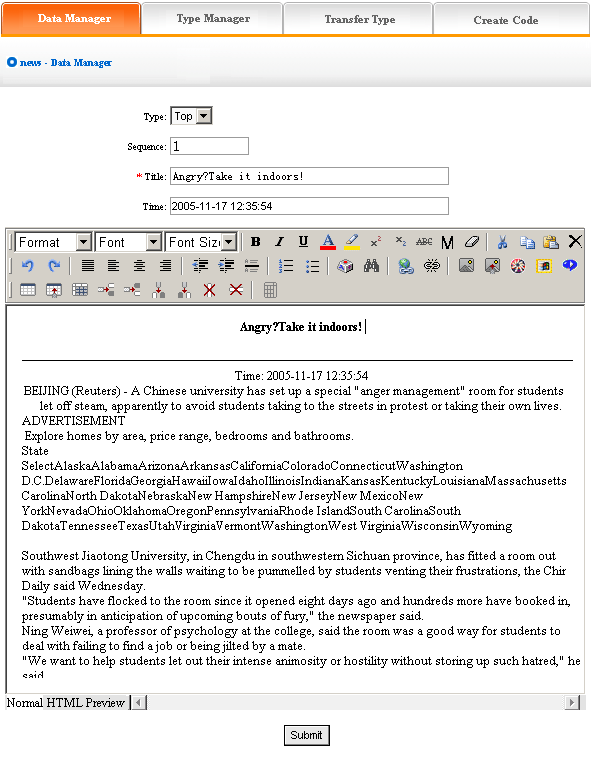 Data Manager Type Manager Transfer Type Create Code
news - Data Manager
Type: Top
Sequence: 1
* Title: Angry?Take it indoors!
Time: 2005-11-17 12:35:54
Format Font Font Siz B I U A x² x₂ ABC M
Angry?Take it indoors!
Time: 2005-11-17 12:35:54
BEIJING (Reuters) - A Chinese university has set up a special "anger management" room for students
let off steam, apparently to avoid students taking to the streets in protest or taking their own lives.
ADVERTISEMENT
Explore homes by area, price range, bedrooms and bathrooms.
State
SelectAlaskaAlabamaArizonaArkansasCaliforniaColoradoConnecticutWashington
D.C.DelawareFloridaGeorgiaHawaiiIowaIdahoIllinoisIndianaKansasKentuckyLouisianaMassachusetts
CarolinaNorth DakotaNebraskaNew HampshireNew JerseyNew MexicoNew
YorkNevadaOhioOklahomaOregonPennsylvaniaRhode IslandSouth CarolinaSouth
DakotaTennesseeTexasUtahVirginiaVermontWashingtonWest VirginiaWisconsinWyoming
Southwest Jiaotong University, in Chengdu in southwestern Sichuan province, has fitted a room out
with sandbags lining the walls waiting to be pummelled by students venting their frustrations, the Chir
Daily said Wednesday.
"Students have flocked to the room since it opened eight days ago and hundreds more have booked in,
presumably in anticipation of upcoming bouts of fury," the newspaper said.
Ning Weiwei, a professor of psychology at the college, said the room was a good way for students to
deal with failing to find a job or being jilted by a mate.
"We want to help students let out their intense animosity or hostility without storing up such hatred," he
said
Normal HTML Preview
Submit